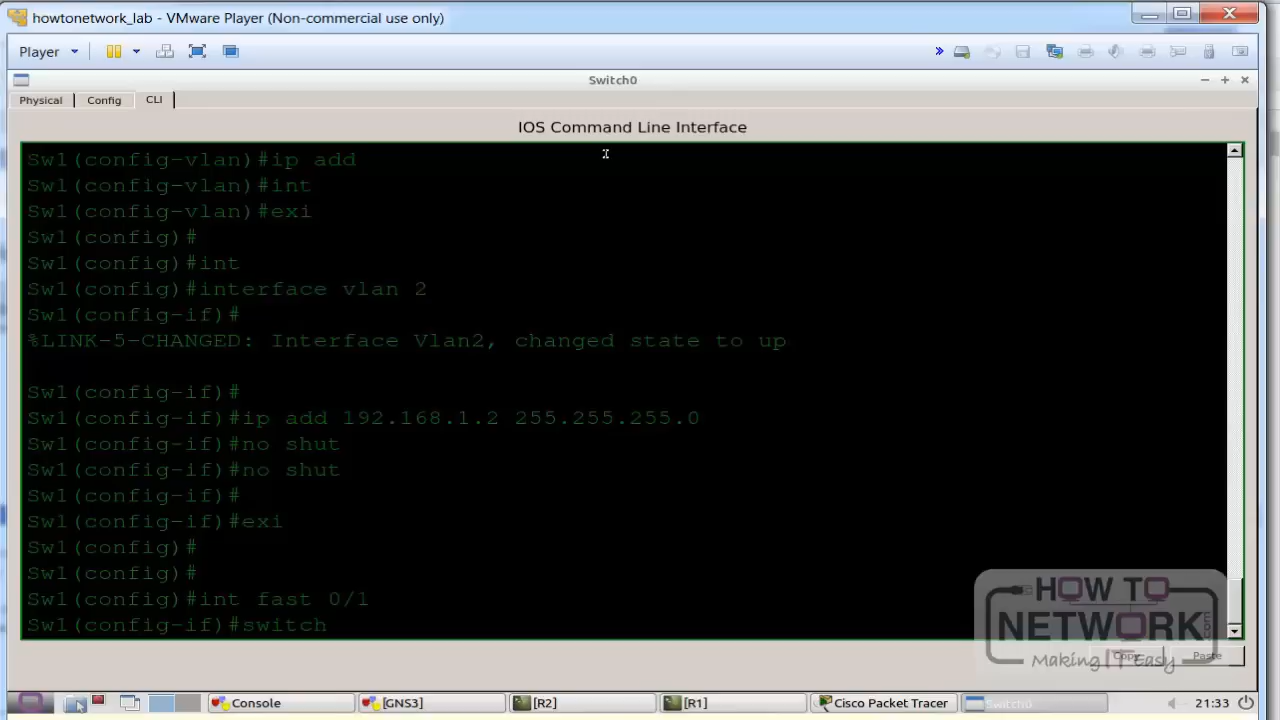 howtonetwork_lab - VMware Player (Non-commercial use only)
Player
»
Switch0
Physical
Config
CLI
IOS Command Line Interface
Sw1(config-vlan)#ip add
Sw1(config-vlan)#int
Sw1(config-vlan)#exi
Sw1(config)#
Sw1(config)#int
Sw1(config)#interface vlan 2
Sw1(config-if)#
%LINK-5-CHANGED: Interface Vlan2, changed state to up
Sw1(config-if)#
Sw1(config-if)#ip add 192.168.1.2 255.255.255.0
Sw1(config-if)#no shut
Sw1(config-if)#no shut
Sw1(config-if)#
Sw1(config-if)#exi
Sw1(config)#
Sw1(config)#
Sw1(config)#int fast 0/1
Sw1(config-if)#switch
HOW TO
NETWORK.com
Making IT Easy
Copy
Paste
Console
[GNS3]
[R2]
[R1]
Cisco Packet Tracer
Switch0
21:33